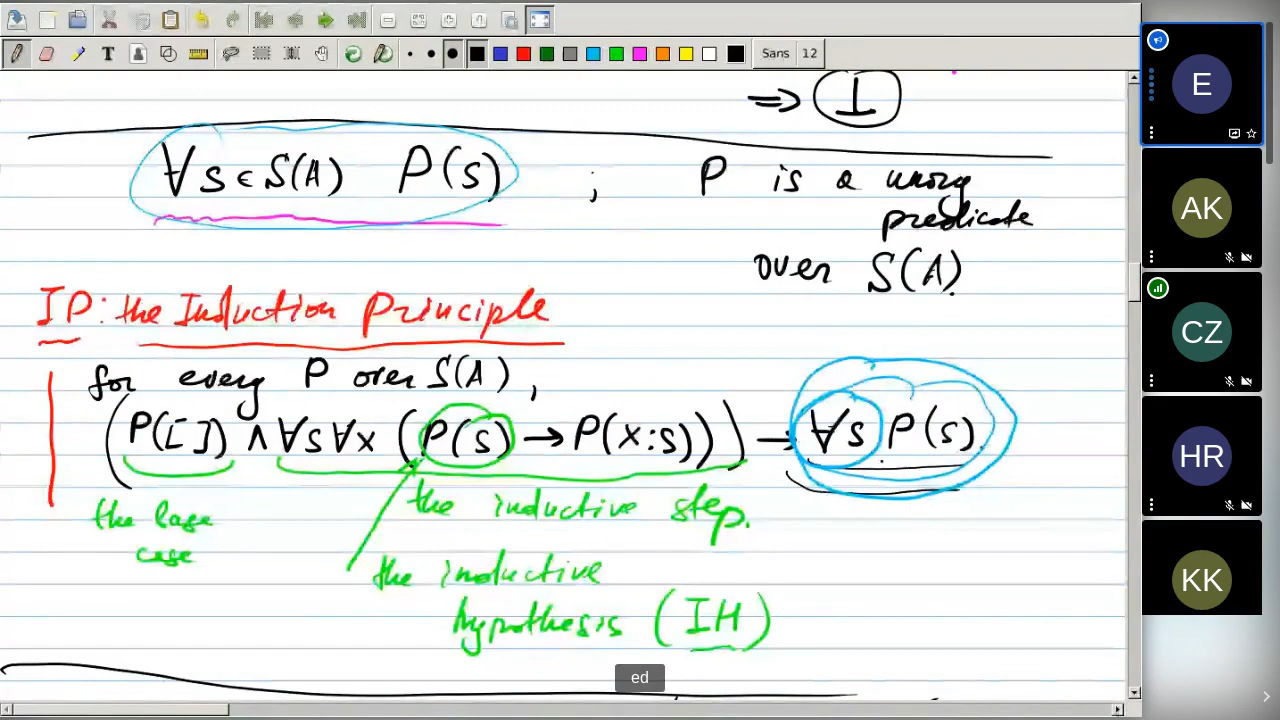 Sans 12
⇒ I
∀s∈S(A) P(s) ; P is a unary
predicate
over S(A)
IP: the Induction Principle
for every P over S(A),
(P([]) ∧ ∀s∀x (P(s) → P(x:s))) → ∀s P(s)
the base
case
the inductive step.
the inductive
hypothesis (IH)
ed
E
AK
CZ
HR
KK